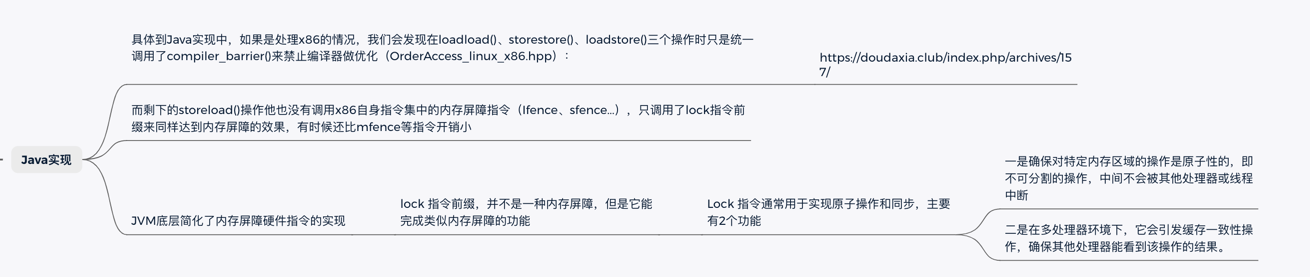 Java实现
具体到Java实现中，如果是处理x86的情况，我们会发现在loadload()、storestore()、loadstore()三个操作时只是统一
调用了compiler_barrier()来禁止编译器做优化（OrderAccess_linux_x86.hpp）：
https://doudaxia.club/index.php/archives/15
7/
而剩下的storeload()操作他也没有调用x86自身指令集中的内存屏障指令（lfence、sfence...），只调用了lock指令前
缀来同样达到内存屏障的效果，有时候还比mfence等指令开销小
JVM底层简化了内存屏障硬件指令的实现
lock 指令前缀，并不是一种内存屏障，但是它能
完成类似内存屏障的功能
Lock 指令通常用于实现原子操作和同步，主要
有2个功能
一是确保对特定内存区域的操作是原子性的，即
不可分割的操作，中间不会被其他处理器或线程
中断
二是在多处理器环境下，它会引发缓存一致性操
作，确保其他处理器能看到该操作的结果。